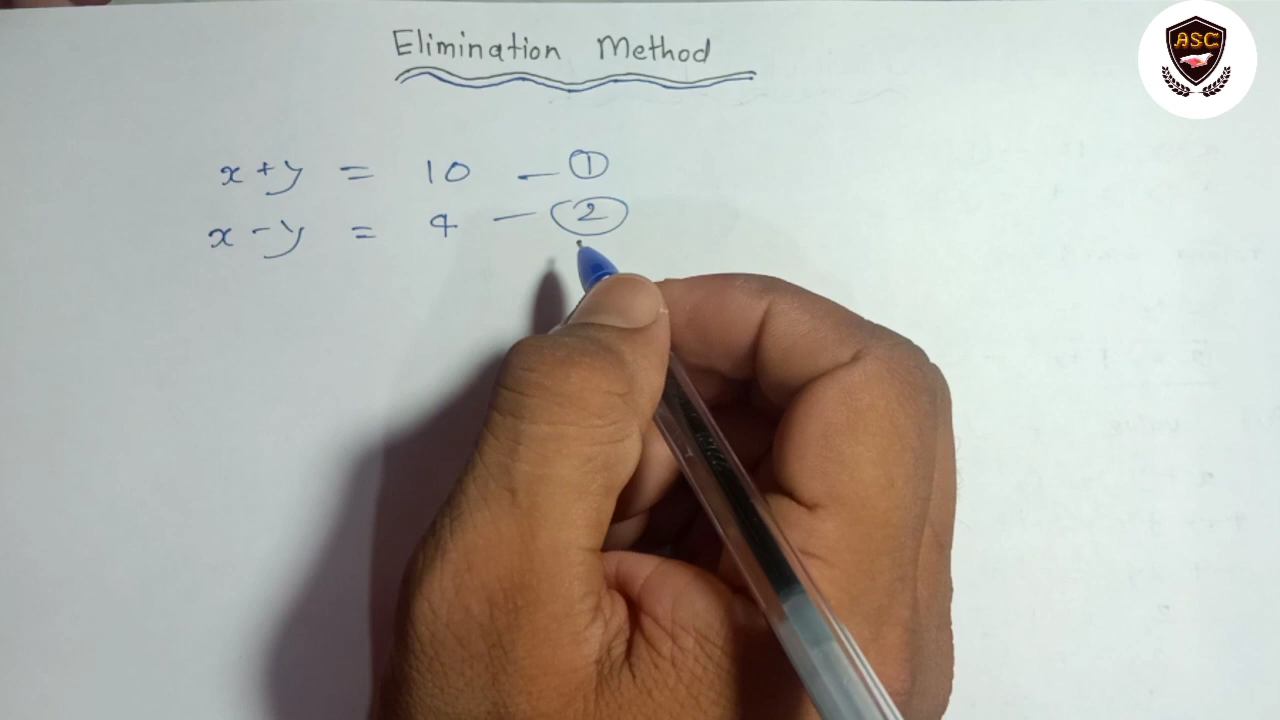 ASC
Elimination Method
x + y = 10 — ①
x - y = 4 — ②